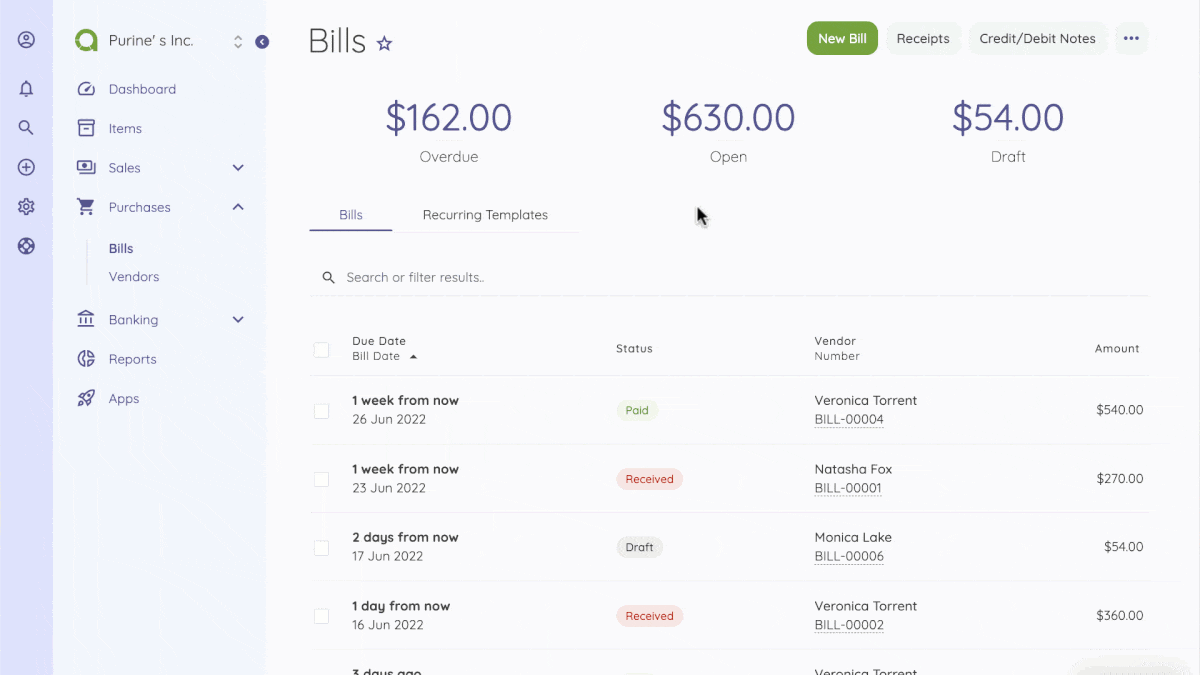 Purine' s Inc.
Dashboard
Items
Sales
Purchases
Bills
Vendors
Banking
Reports
Apps
Bills
New Bill
Receipts
Credit/Debit Notes
$162.00
$630.00
$54.00
Overdue
Open
Draft
Bills
Recurring Templates
Search or filter results..
Due Date
Bill Date
Status
Vendor
Number
Amount
1 week from now
26 Jun 2022
Paid
Veronica Torrent
BILL-00004
$540.00
1 week from now
23 Jun 2022
Received
Natasha Fox
BILL-00001
$270.00
2 days from now
17 Jun 2022
Draft
Monica Lake
BILL-00006
$54.00
1 day from now
16 Jun 2022
Received
Veronica Torrent
BILL-00002
$360.00
3 days ago
Veronica Torrent